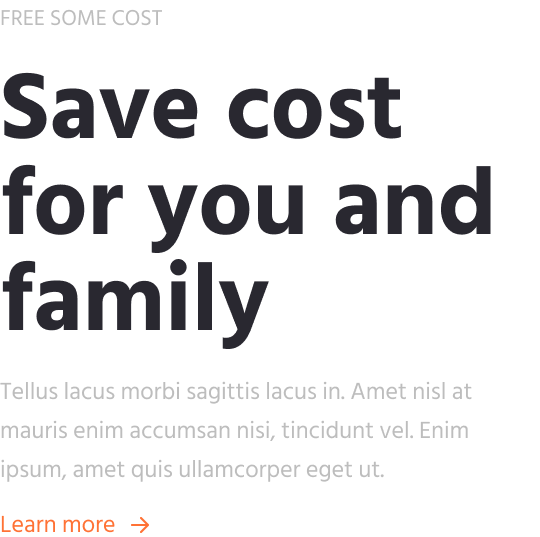 FREE SOME COST
Save cost
for you and
family
Tellus lacus morbi sagittis lacus in. Amet nisl at
mauris enim accumsan nisi, tincidunt vel. Enim
ipsum, amet quis ullamcorper eget ut.
Learn more →